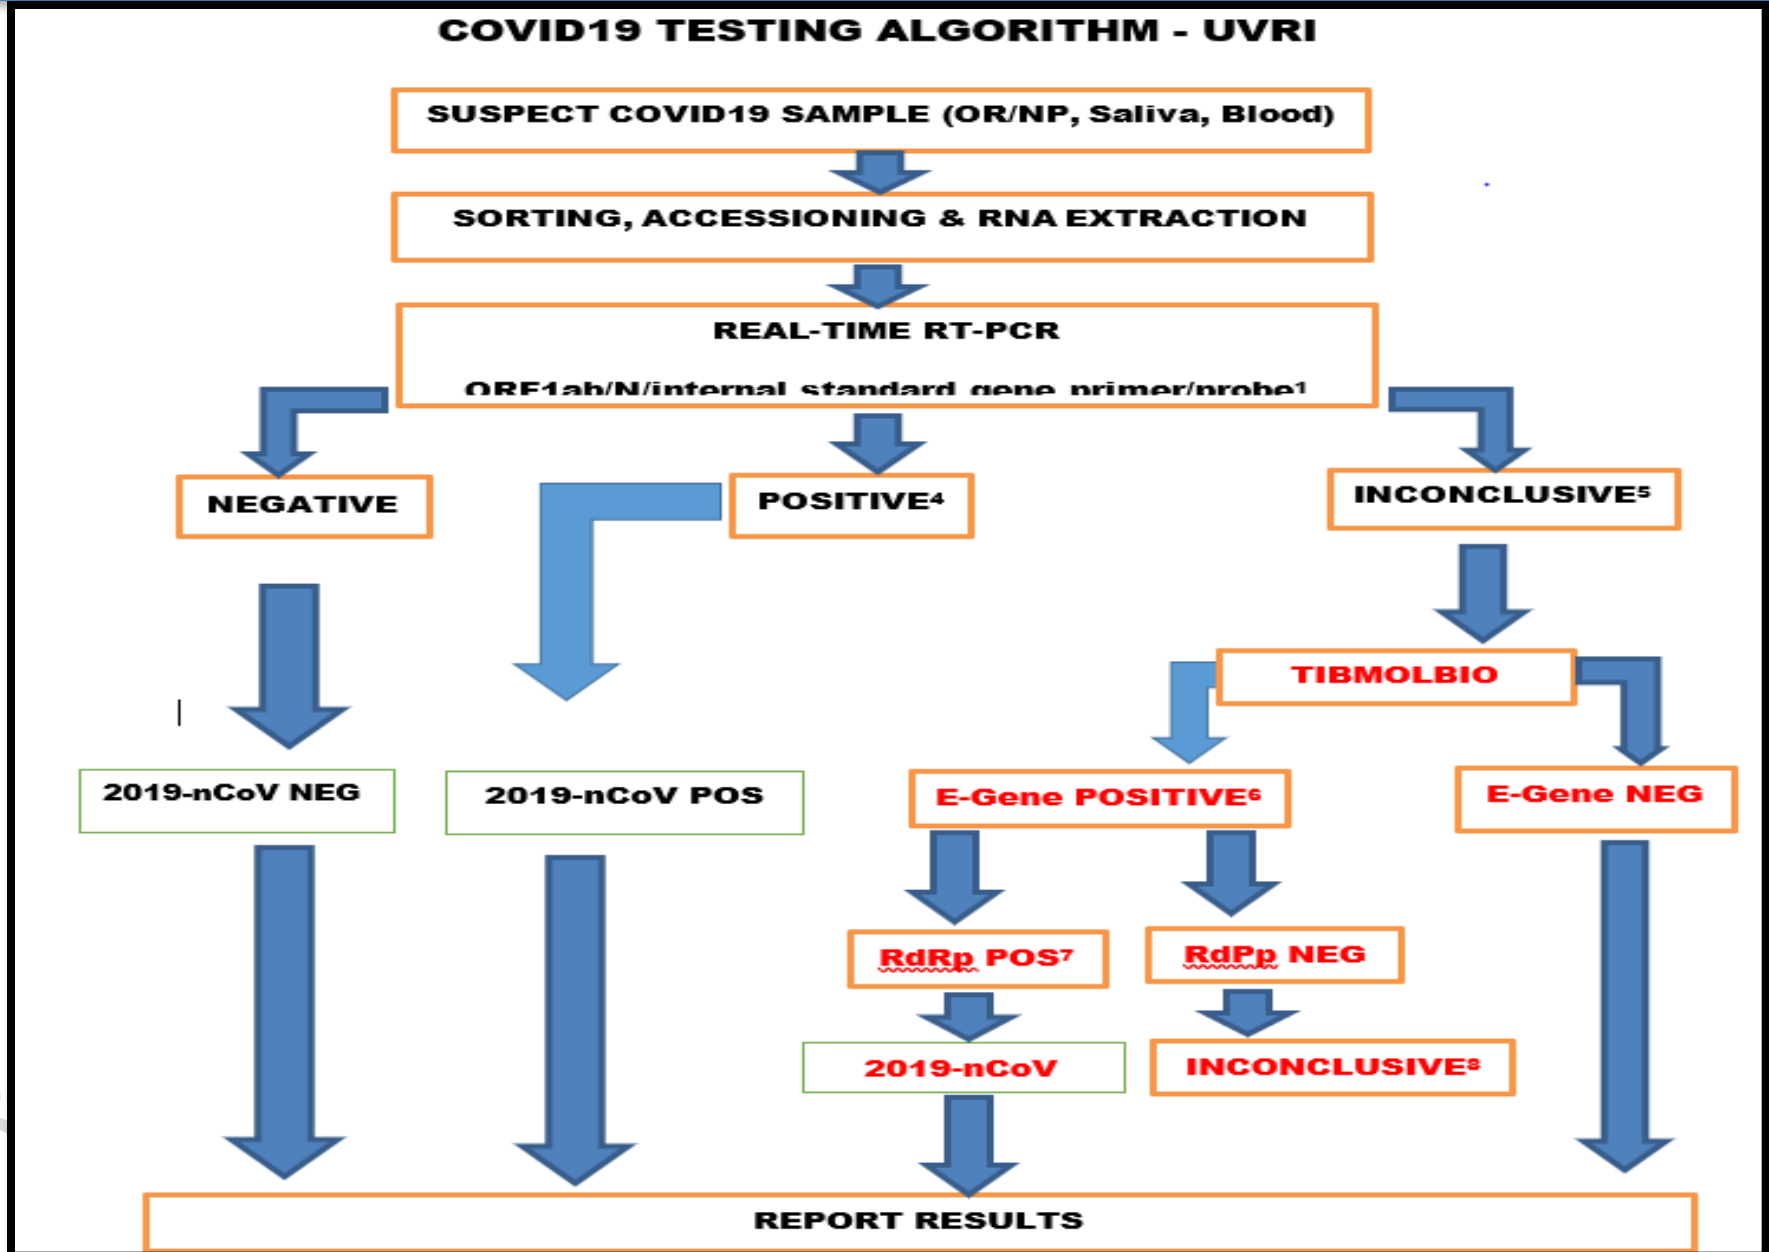 COVID19 TESTING ALGORITHM - UVRI
SUSPECT COVID19 SAMPLE (OR/NP, Saliva, Blood)
SORTING, ACCESSIONING & RNA EXTRACTION
REAL-TIME RT-PCR
ORF1ab/N/internal standard gene primer/probe¹
NEGATIVE
POSITIVE⁴
INCONCLUSIVE⁵
TIBMOLBIO
2019-nCoV NEG
2019-nCoV POS
E-Gene POSITIVE⁶
E-Gene NEG
RdRp POS⁷
RdPp NEG
2019-nCoV
INCONCLUSIVE⁸
REPORT RESULTS